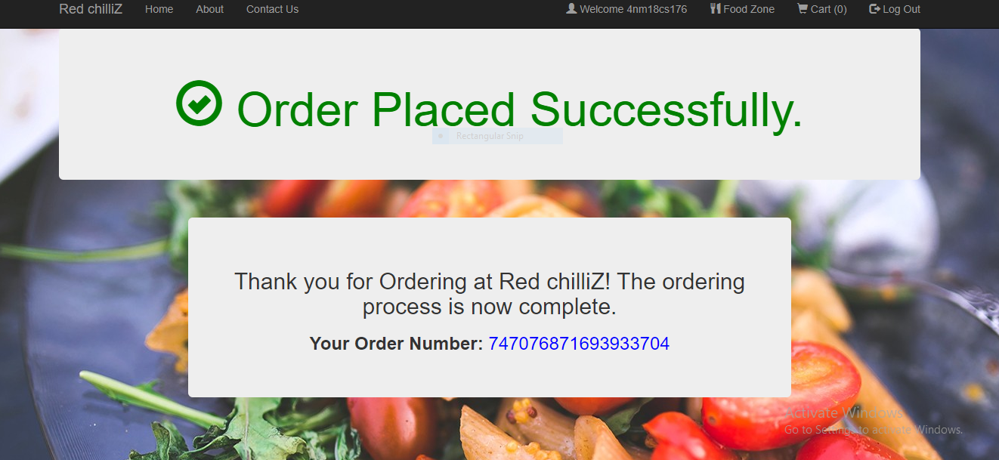 Red chilliZ Home About Contact Us Welcome 4nm18cs176 Food Zone Cart (0) Log Out
Order Placed Successfully.
Rectangular Snip
Thank you for Ordering at Red chilliZ! The ordering
process is now complete.
Your Order Number: 747076871693933704
Activate Windows
Go to Settings to activate Windows.